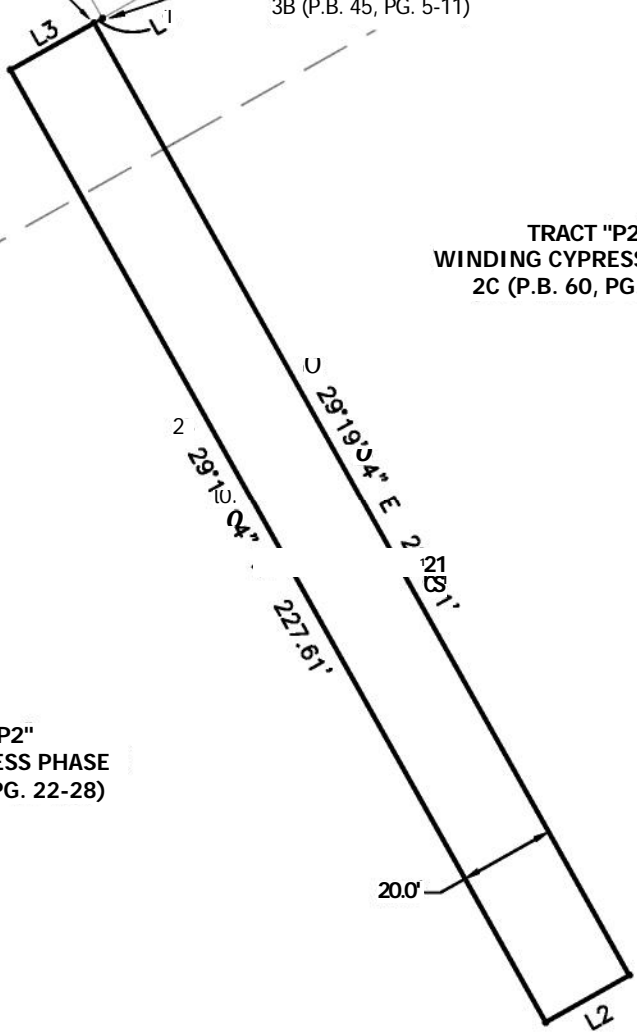 3B (P.B. 45, PG. 5-11)
L3
TRACT "P2
WINDING CYPRESS
2C (P.B. 60, PG
29°19'04" E
227.61'
P2"
ESS PHASE
PG. 22-28)
20.0'
L2